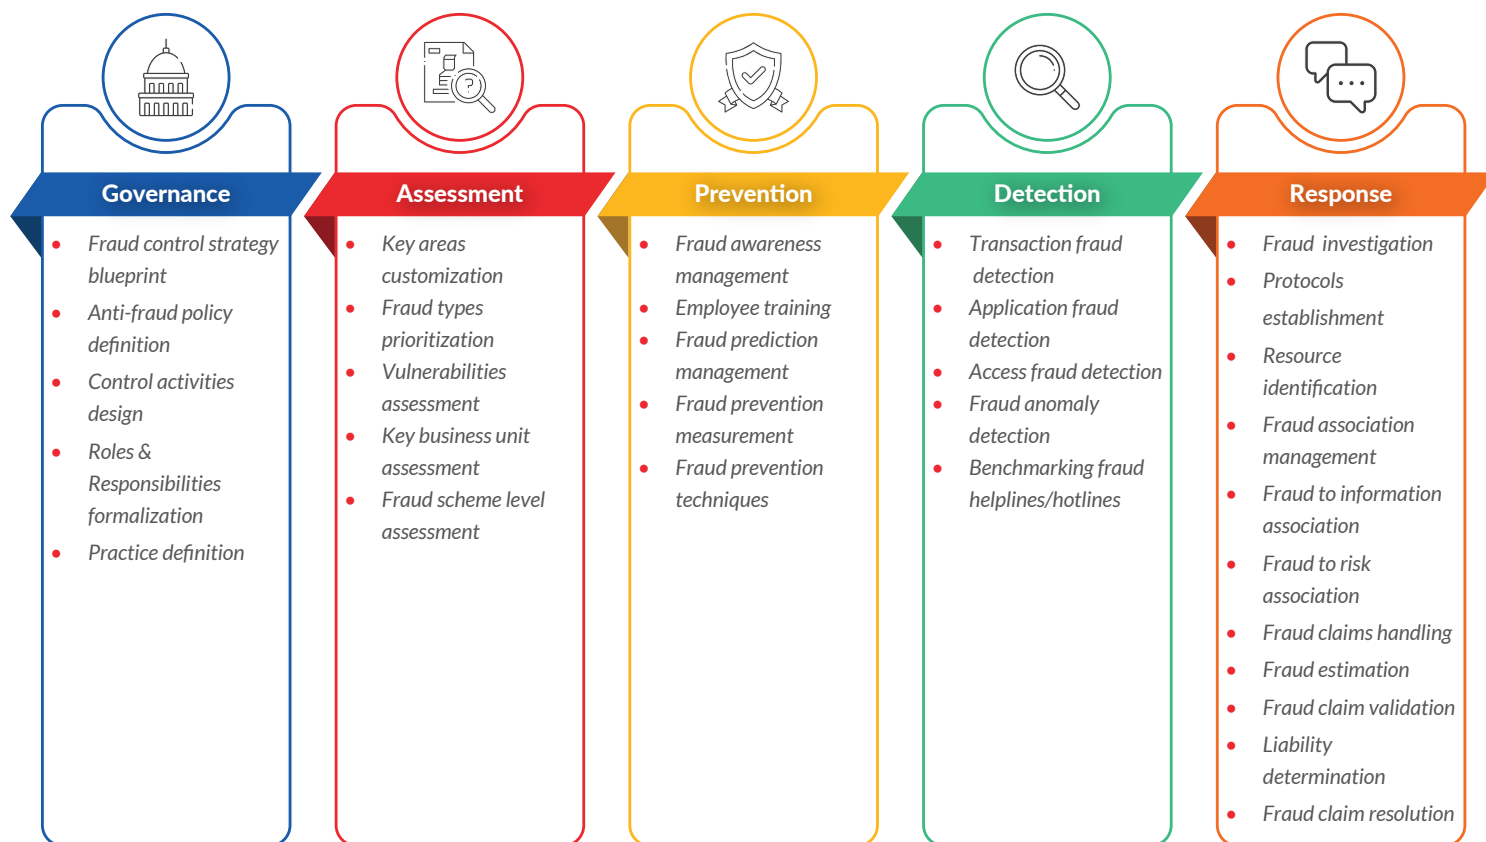 Governance
Fraud control strategy
blueprint
Anti-fraud policy
definition
Control activities
design
Roles &
Responsibilities
formalization
Practice definition
Assessment
Key areas
customization
Fraud types
prioritization
Vulnerabilities
assessment
Key business unit
assessment
Fraud scheme level
assessment
Prevention
Fraud awareness
management
Employee training
Fraud prediction
management
Fraud prevention
measurement
Fraud prevention
techniques
Detection
Transaction fraud
detection
Application fraud
detection
Access fraud detection
Fraud anomaly
detection
Benchmarking fraud
helplines/hotlines
Response
Fraud investigation
Protocols
establishment
Resource
identification
Fraud association
management
Fraud to information
association
Fraud to risk
association
Fraud claims handling
Fraud estimation
Fraud claim validation
Liability
determination
Fraud claim resolution
?